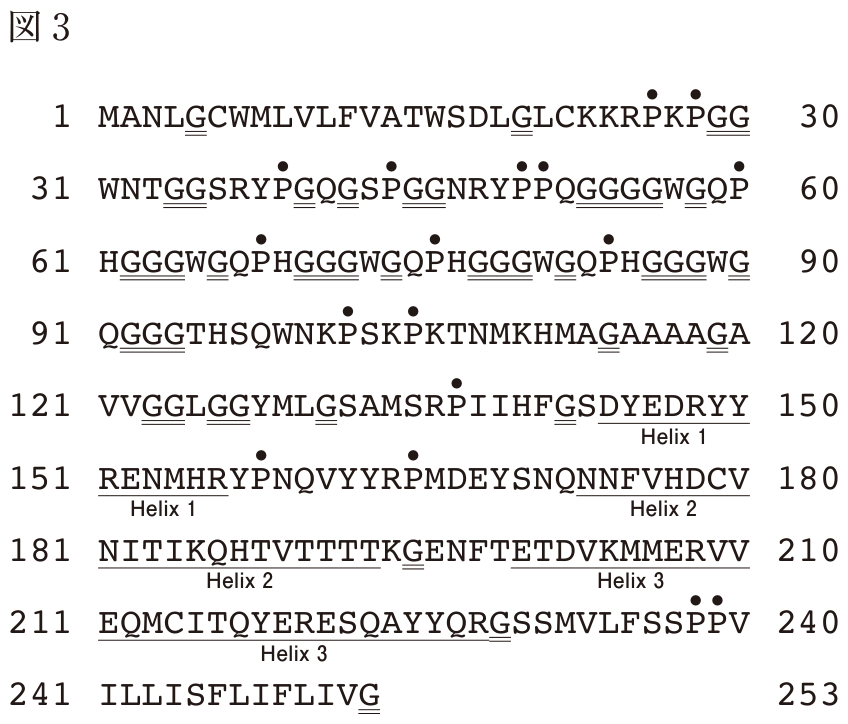 図3
1 MANLGCWMLVLFVATWSDLGLCKKRPKPGG 30
31 WNTGGSRYPGQGSPGGNRYPPQGGGGWGQP 60
61 HGGGWGQPHGGGWGQPHGGGWGQPHGGGWG 90
91 QGGGTHSQWNKPSKPKTNMKHMAGAAAAGA 120
121 VVGGLGGYMLGSAMSRPIIHFGSDYEDRYY 150
Helix 1
151 RENMHRYPNQVYYRPMDEYSNQNNFVHDCV 180
Helix 1 Helix 2
181 NITIKQHTVTTTTKGENFTETDVKMMERVV 210
Helix 2 Helix 3
211 EQMCITQYERESQAYYQRGSSMVLFSSPPV 240
Helix 3
241 ILLISFLIFLIVG 253